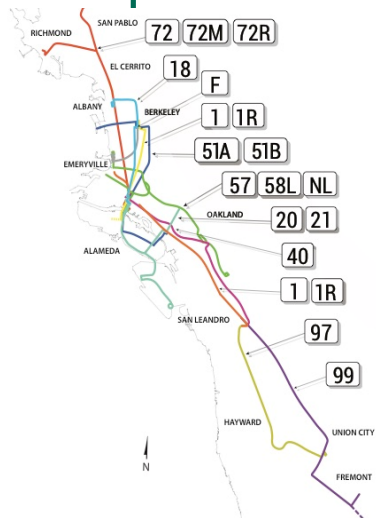 SAN PABLO
RICHMOND
72 72M 72R
EL CERRITO
18
F
ALBANY
BERKELEY
1 1R
51A 51B
EMERYVILLE
57 58L NL
OAKLAND
20 21
ALAMEDA
40
1 1R
SAN LEANDRO
97
99
HAYWARD
UNION CITY
N
FREMONT